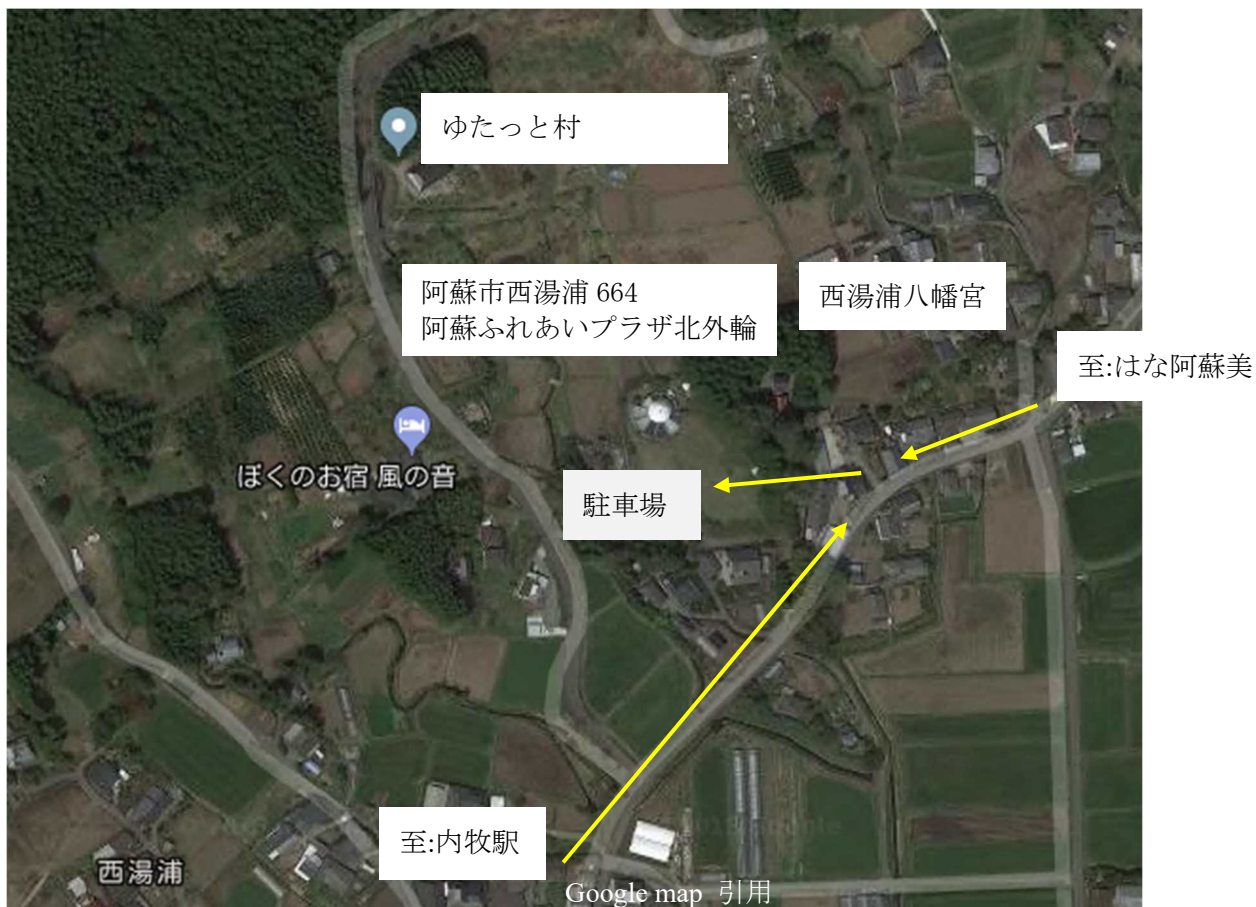 ゆたっと村
阿蘇市西湯浦 664
阿蘇ふれあいプラザ北外輪
西湯浦八幡宮
至:はな阿蘇美
ぼくのお宿 風の音
駐車場
至:内牧駅
西湯浦
Google map 引用